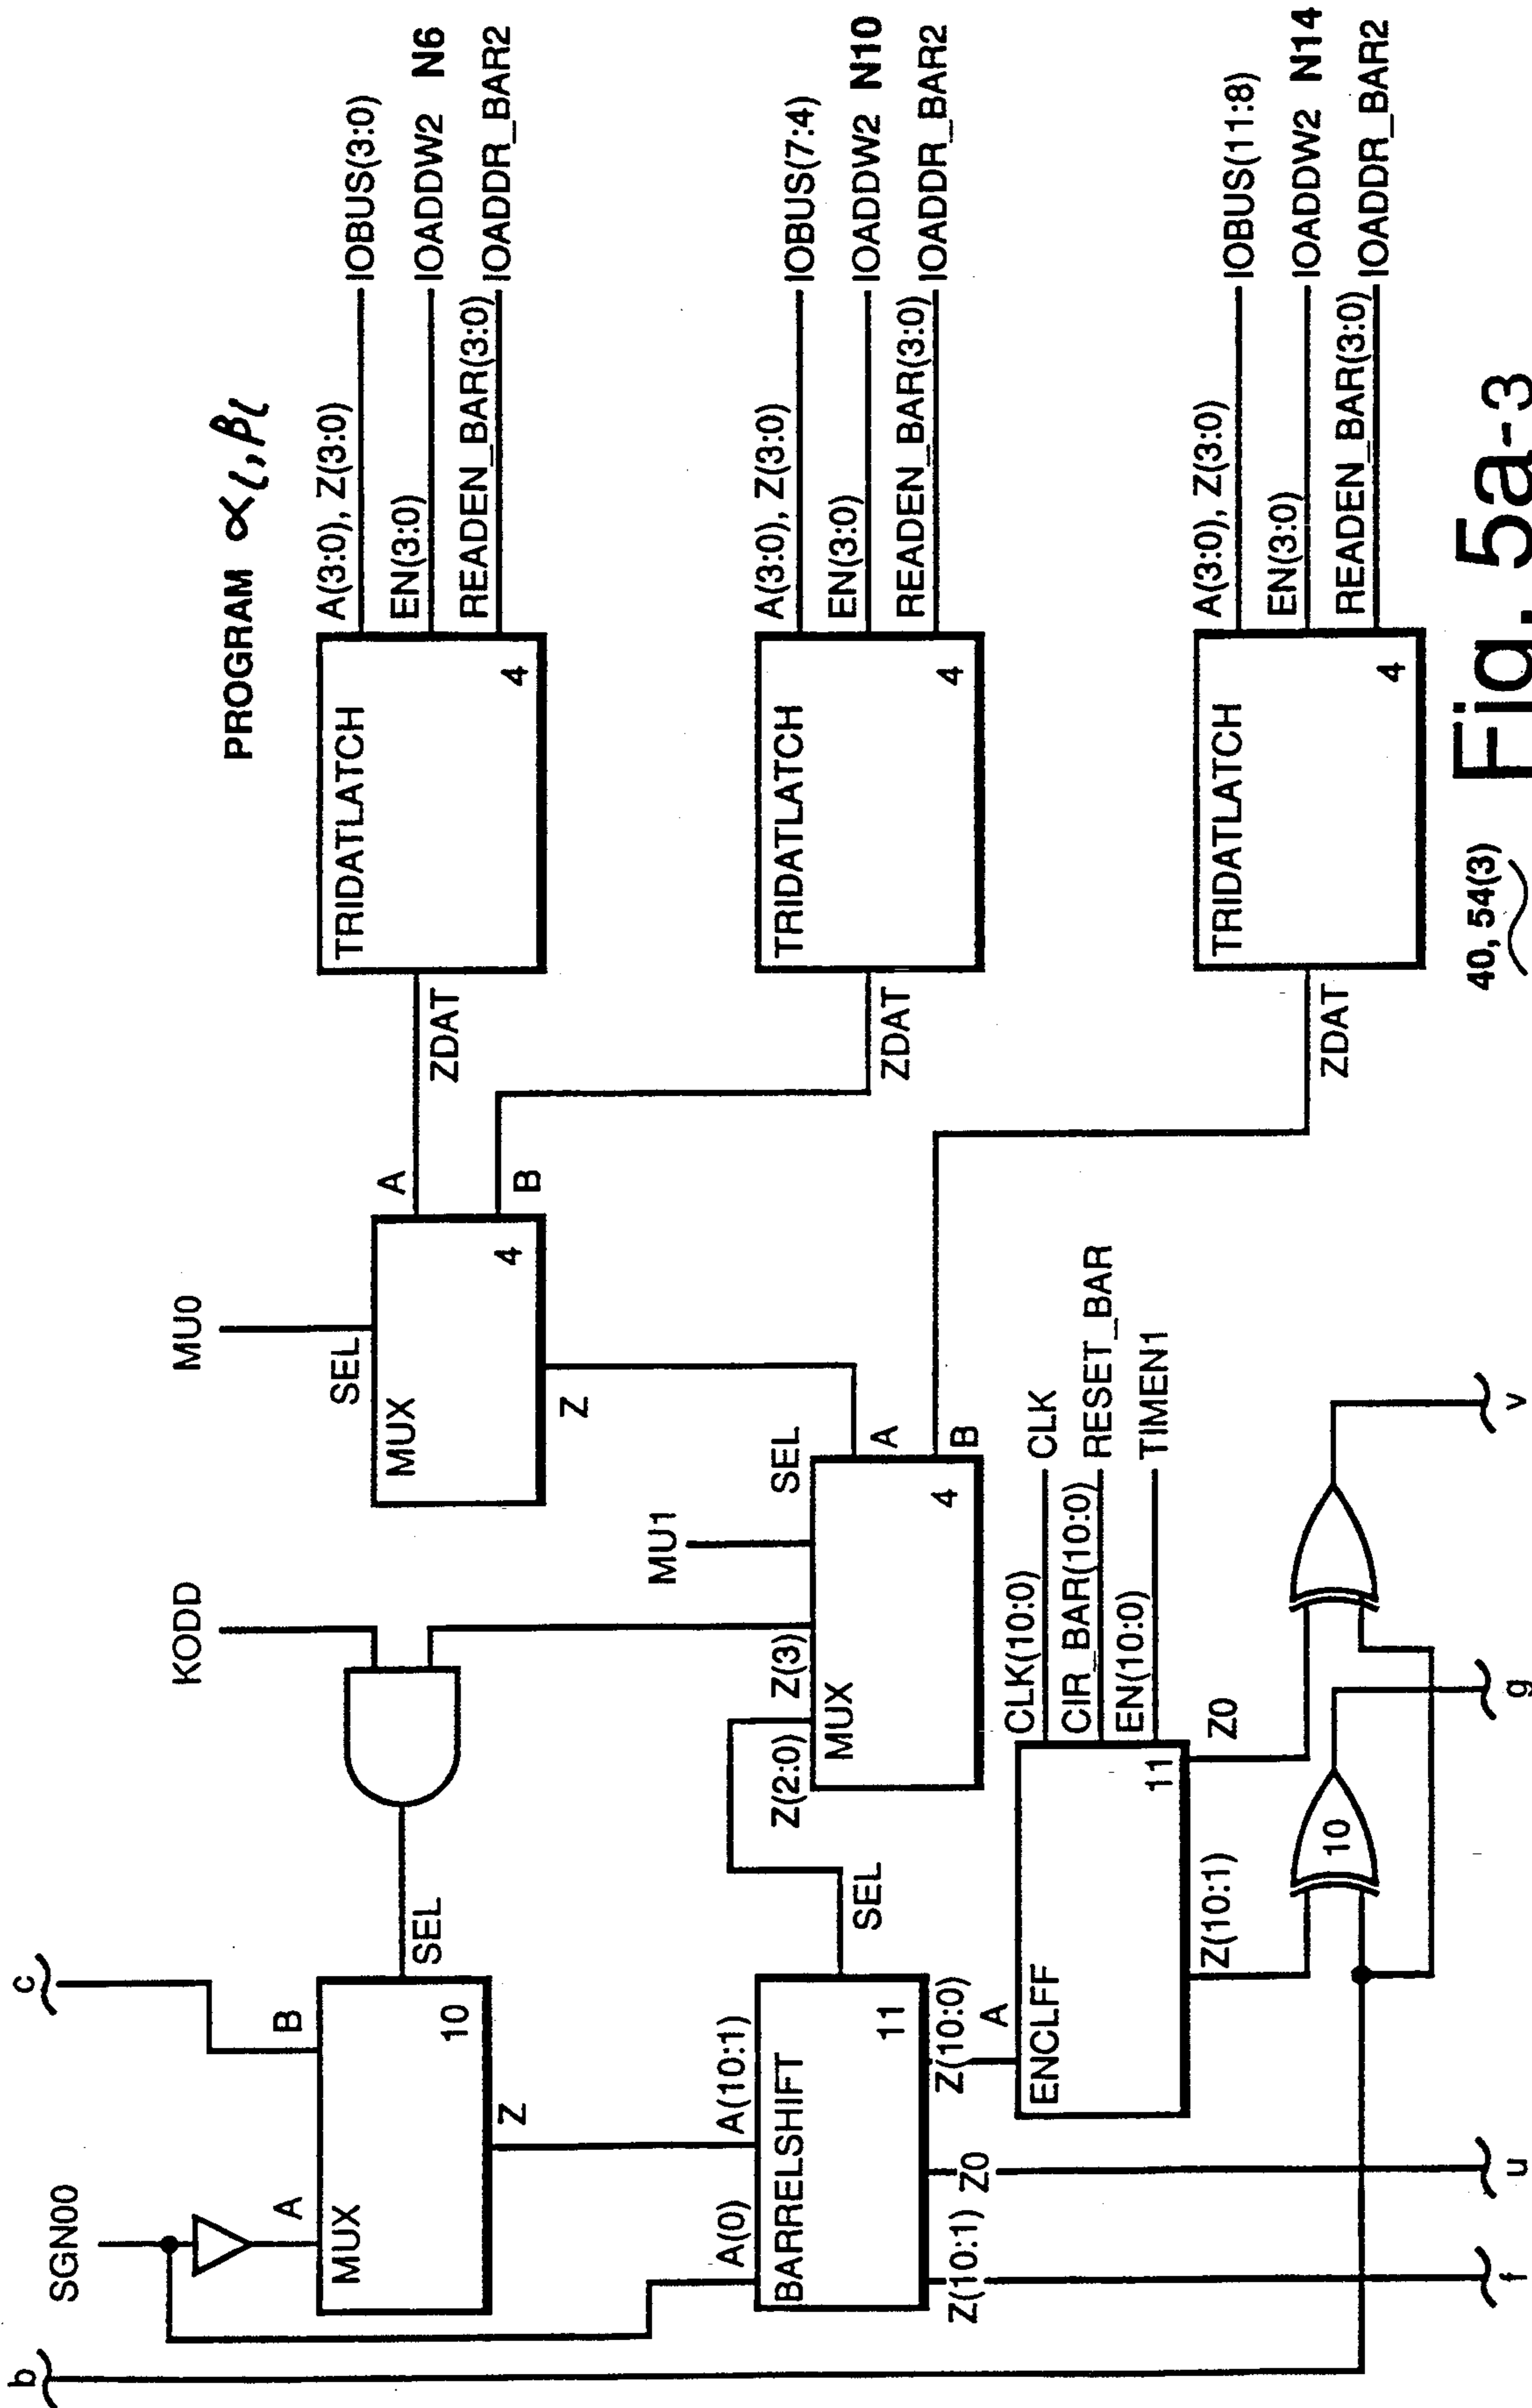 PROGRAM ∝ι, βι
A(3:0), Z(3:0)
IOBUS(3:0)
EN(3:0)
IOADDW2 N6
READEN_BAR(3:0)
IOADDR_BAR2
TRIDATLATCH
4
ZDAT
A(3:0), Z(3:0)
IOBUS(7:4)
EN(3:0)
IOADDW2 N10
READEN_BAR(3:0)
IOADDR_BAR2
TRIDATLATCH
4
ZDAT
A(3:0), Z(3:0)
IOBUS(11:8)
EN(3:0)
IOADDW2 N14
READEN_BAR(3:0)
IOADDR_BAR2
TRIDATLATCH
4
ZDAT
MU0
SEL
MUX
A
B
4
Z
KODD
MU1
SEL
Z(3)
Z(2:0)
MUX
A
B
4
c
SGN00
b
A
B
MUX
10
SEL
Z
A(0)
A(10:1)
BARRELSHIFT
11
SEL
Z(10:1)
Z0
Z(10:0)
A
ENCLFF
11
CLK(10:0)
CLK
CIR_BAR(10:0)
RESET_BAR
EN(10:0)
TIMEN1
Z(10:1)
Z0
10
f
u
g
v
40, 54(3)
Fig. 5a-3